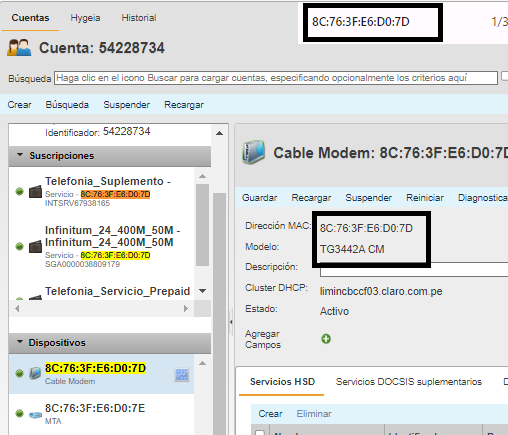 Cuentas Hygeia Historial
8C:76:3F:E6:D0:7D 1/3
Cuenta: 54228734
Búsqueda Haga clic en el icono Buscar para cargar cuentas, especificando opcionalmente los criterios aquí
Crear Búsqueda Suspender Recargar
Identificador: 54228734
Suscripciones
Telefonia_Suplemento -
Servicio - 8C:76:3F:E6:D0:7D
INTSRV67938165
Infinitum_24_400M_50M -
Infinitum_24_400M_50M
Servicio - 8C:76:3F:E6:D0:7D
SGA0000038809179
Telefonia_Servicio_Prepaid
Dispositivos
8C:76:3F:E6:D0:7D
Cable Modem
8C:76:3F:E6:D0:7E
MTA
Cable Modem: 8C:76:3F:E6:D0:7D
Guardar Recargar Suspender Reiniciar Diagnostica
Dirección MAC: 8C:76:3F:E6:D0:7D
Modelo: TG3442A CM
Descripción:
Cluster DHCP: limincbccf03.claro.com.pe
Estado: Activo
Agregar
Campos
Servicios HSD Servicios DOCSIS suplementarios D
Crear Eliminar